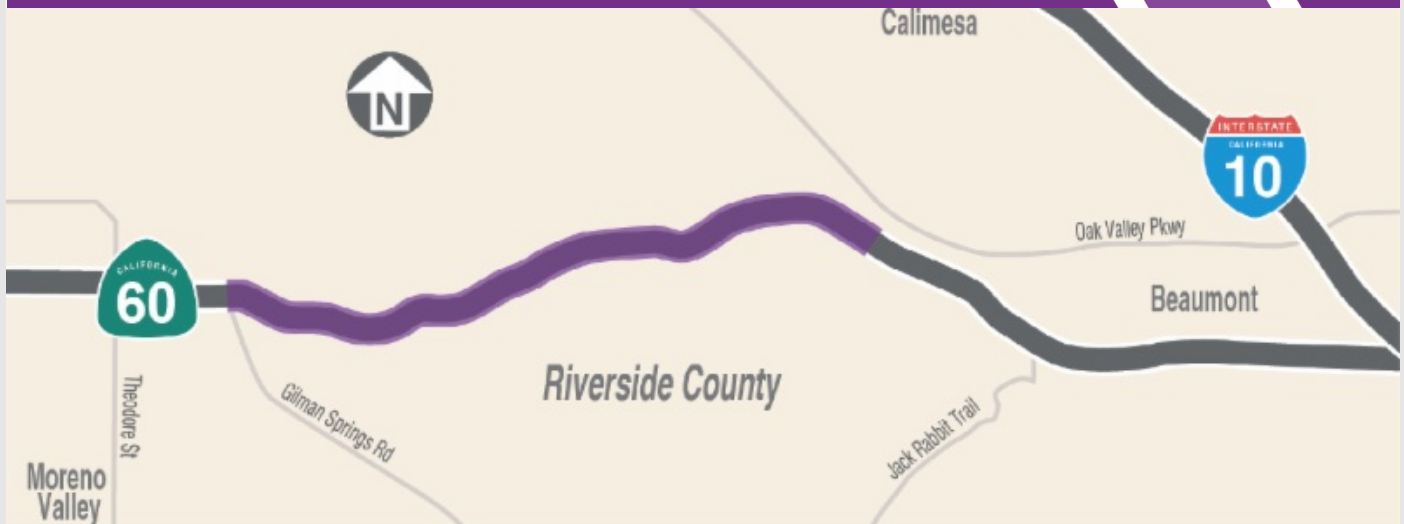 Calimesa
N
INTERSTATE
CALIFORNIA
10
Oak Valley Pkwy
CALIFORNIA
60
Beaumont
Riverside County
Theodore St
Gilman Springs Rd
Jack Rabbit Trail
Moreno
Valley